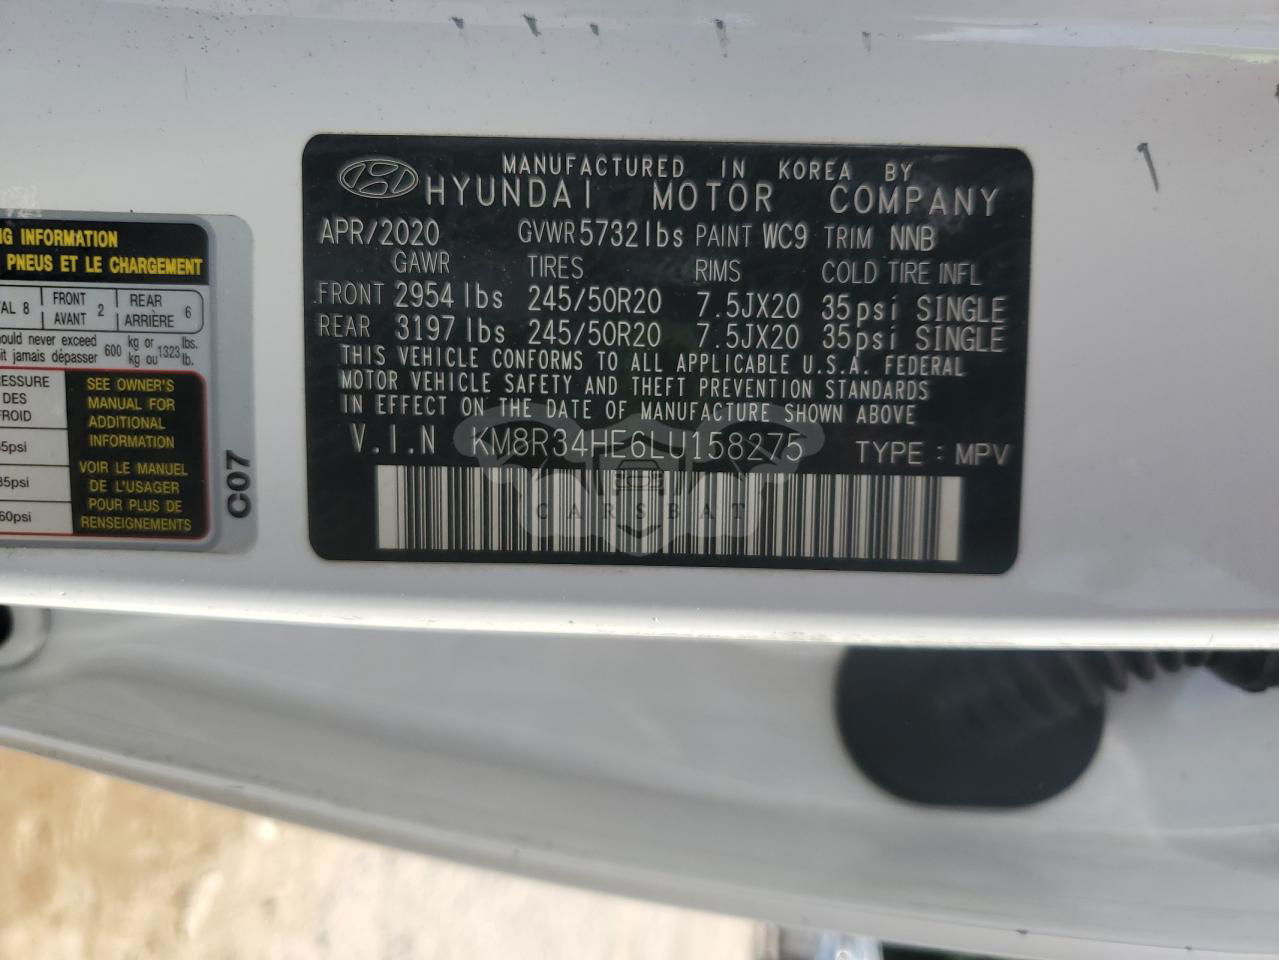 MANUFACTURED IN KOREA BY
HYUNDAI MOTOR COMPANY
APR/2020 GVWR 5732lbs PAINT WC9 TRIM NNB
GAWR TIRES RIMS COLD TIRE INFL
FRONT 2954 lbs 245/50R20 7.5JX20 35psi SINGLE
REAR 3197 lbs 245/50R20 7.5JX20 35psi SINGLE
THIS VEHICLE CONFORMS TO ALL APPLICABLE U.S.A. FEDERAL
MOTOR VEHICLE SAFETY AND THEFT PREVENTION STANDARDS
IN EFFECT ON THE DATE OF MANUFACTURE SHOWN ABOVE
V.I.N KM8R34HE6LU158275 TYPE : MPV
CARSBAT
INFORMATION
PNEUS ET LE CHARGEMENT
8 FRONT AVANT 2 REAR ARRIÈRE 6
should never exceed 600 kg or 1323 lbs.
jamais dépasser kg ou lb.
DES
SEE OWNER'S
MANUAL FOR
ADDITIONAL
INFORMATION
VOIR LE MANUEL
DE L'USAGER
POUR PLUS DE
RENSEIGNEMENTS
C07